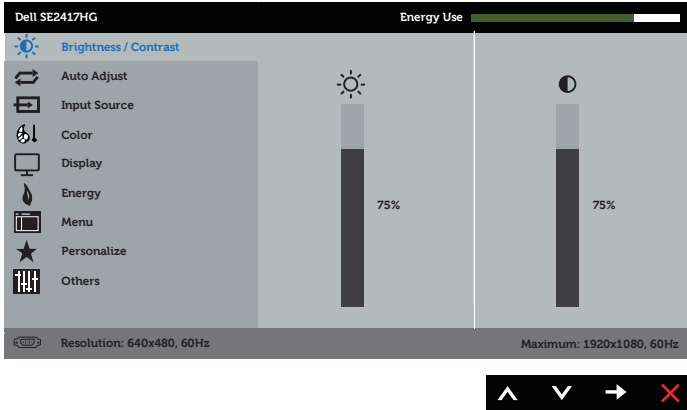 Dell SE2417HG
Energy Use
Brightness / Contrast
Auto Adjust
Input Source
Color
Display
Energy
Menu
Personalize
Others
75%
75%
Resolution: 640x480, 60Hz
Maximum: 1920x1080, 60Hz